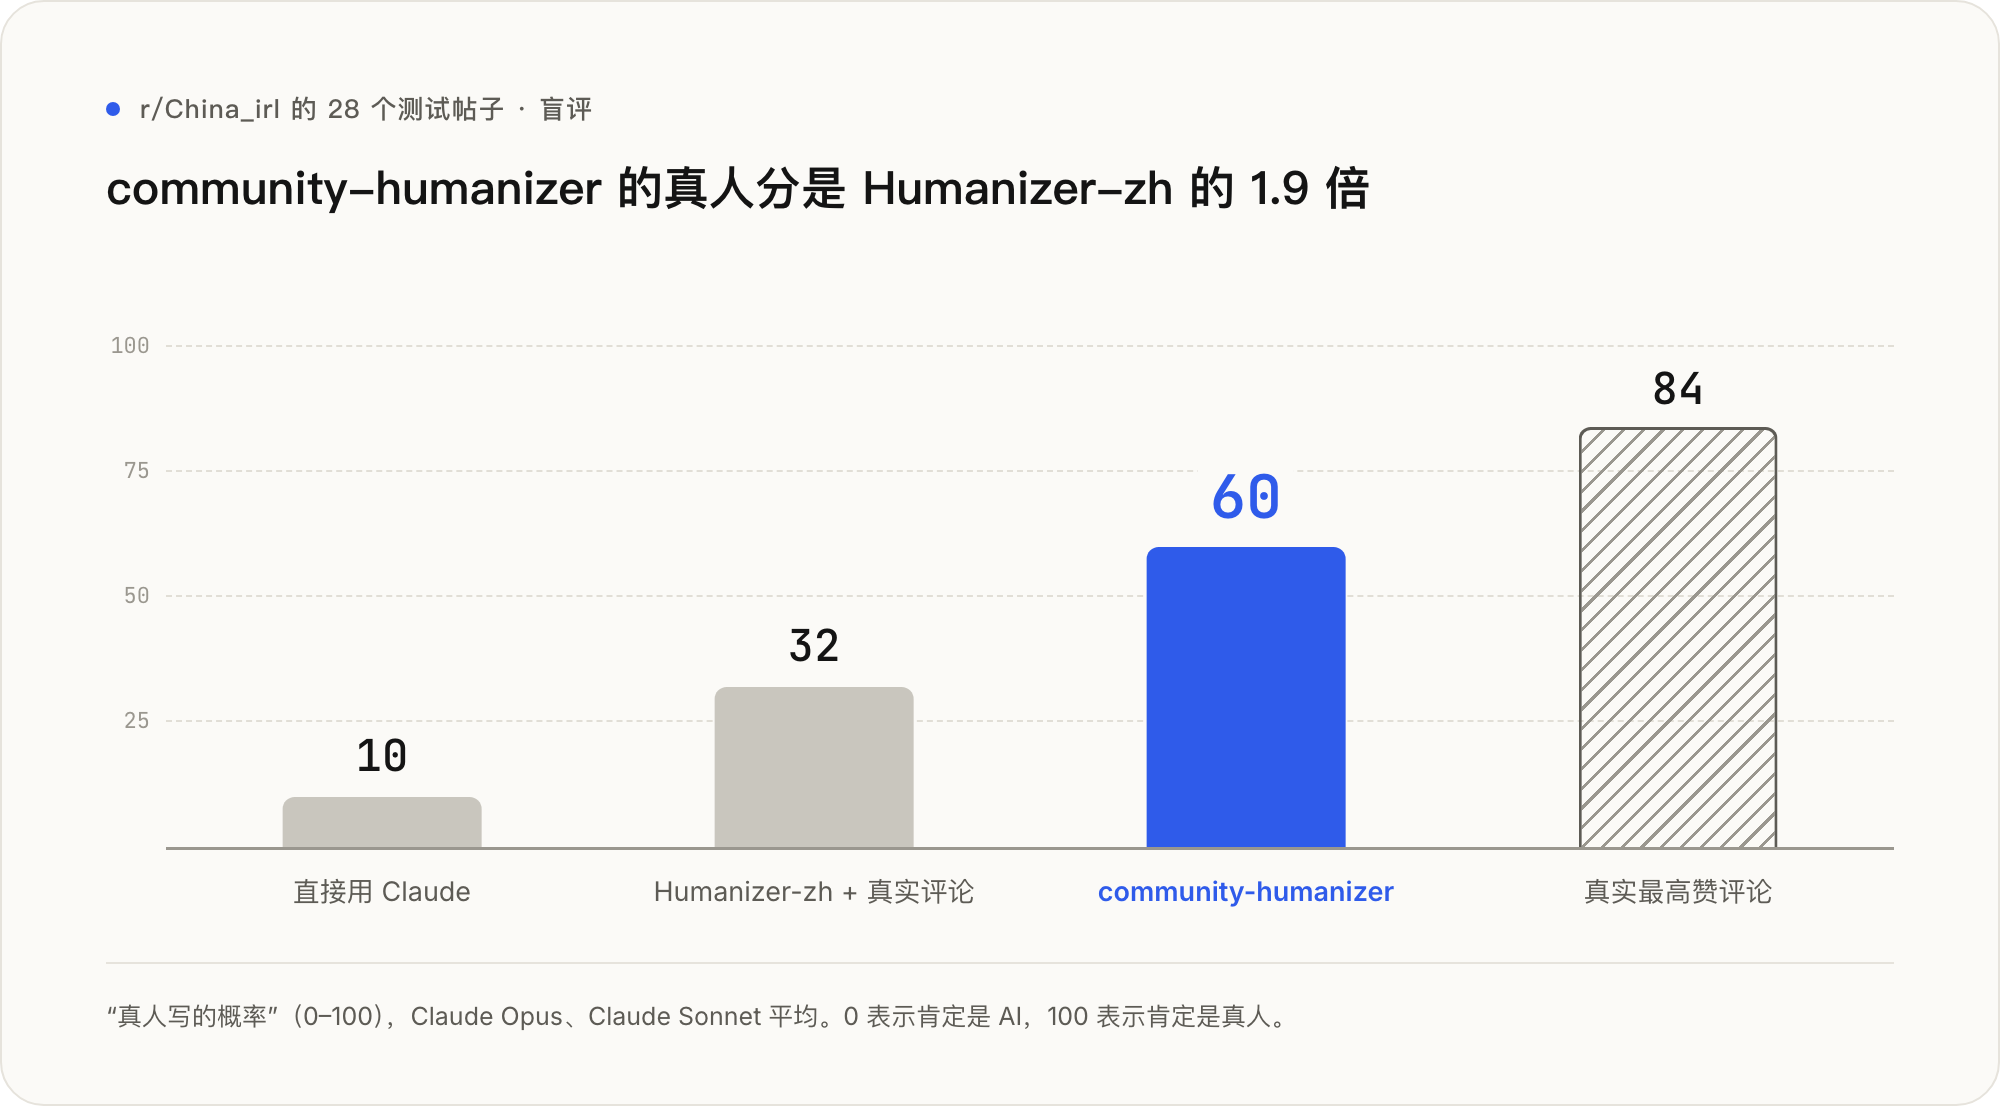 r/China_irl 的 28 个测试帖子 · 盲评
community-humanizer 的真人分是 Humanizer-zh 的 1.9 倍
100
84
75
60
50
32
25
10
直接用 Claude
Humanizer-zh + 真实评论
community-humanizer
真实最高赞评论
“真人写的概率”（0–100），Claude Opus、Claude Sonnet 平均。0 表示肯定是 AI，100 表示肯定是真人。